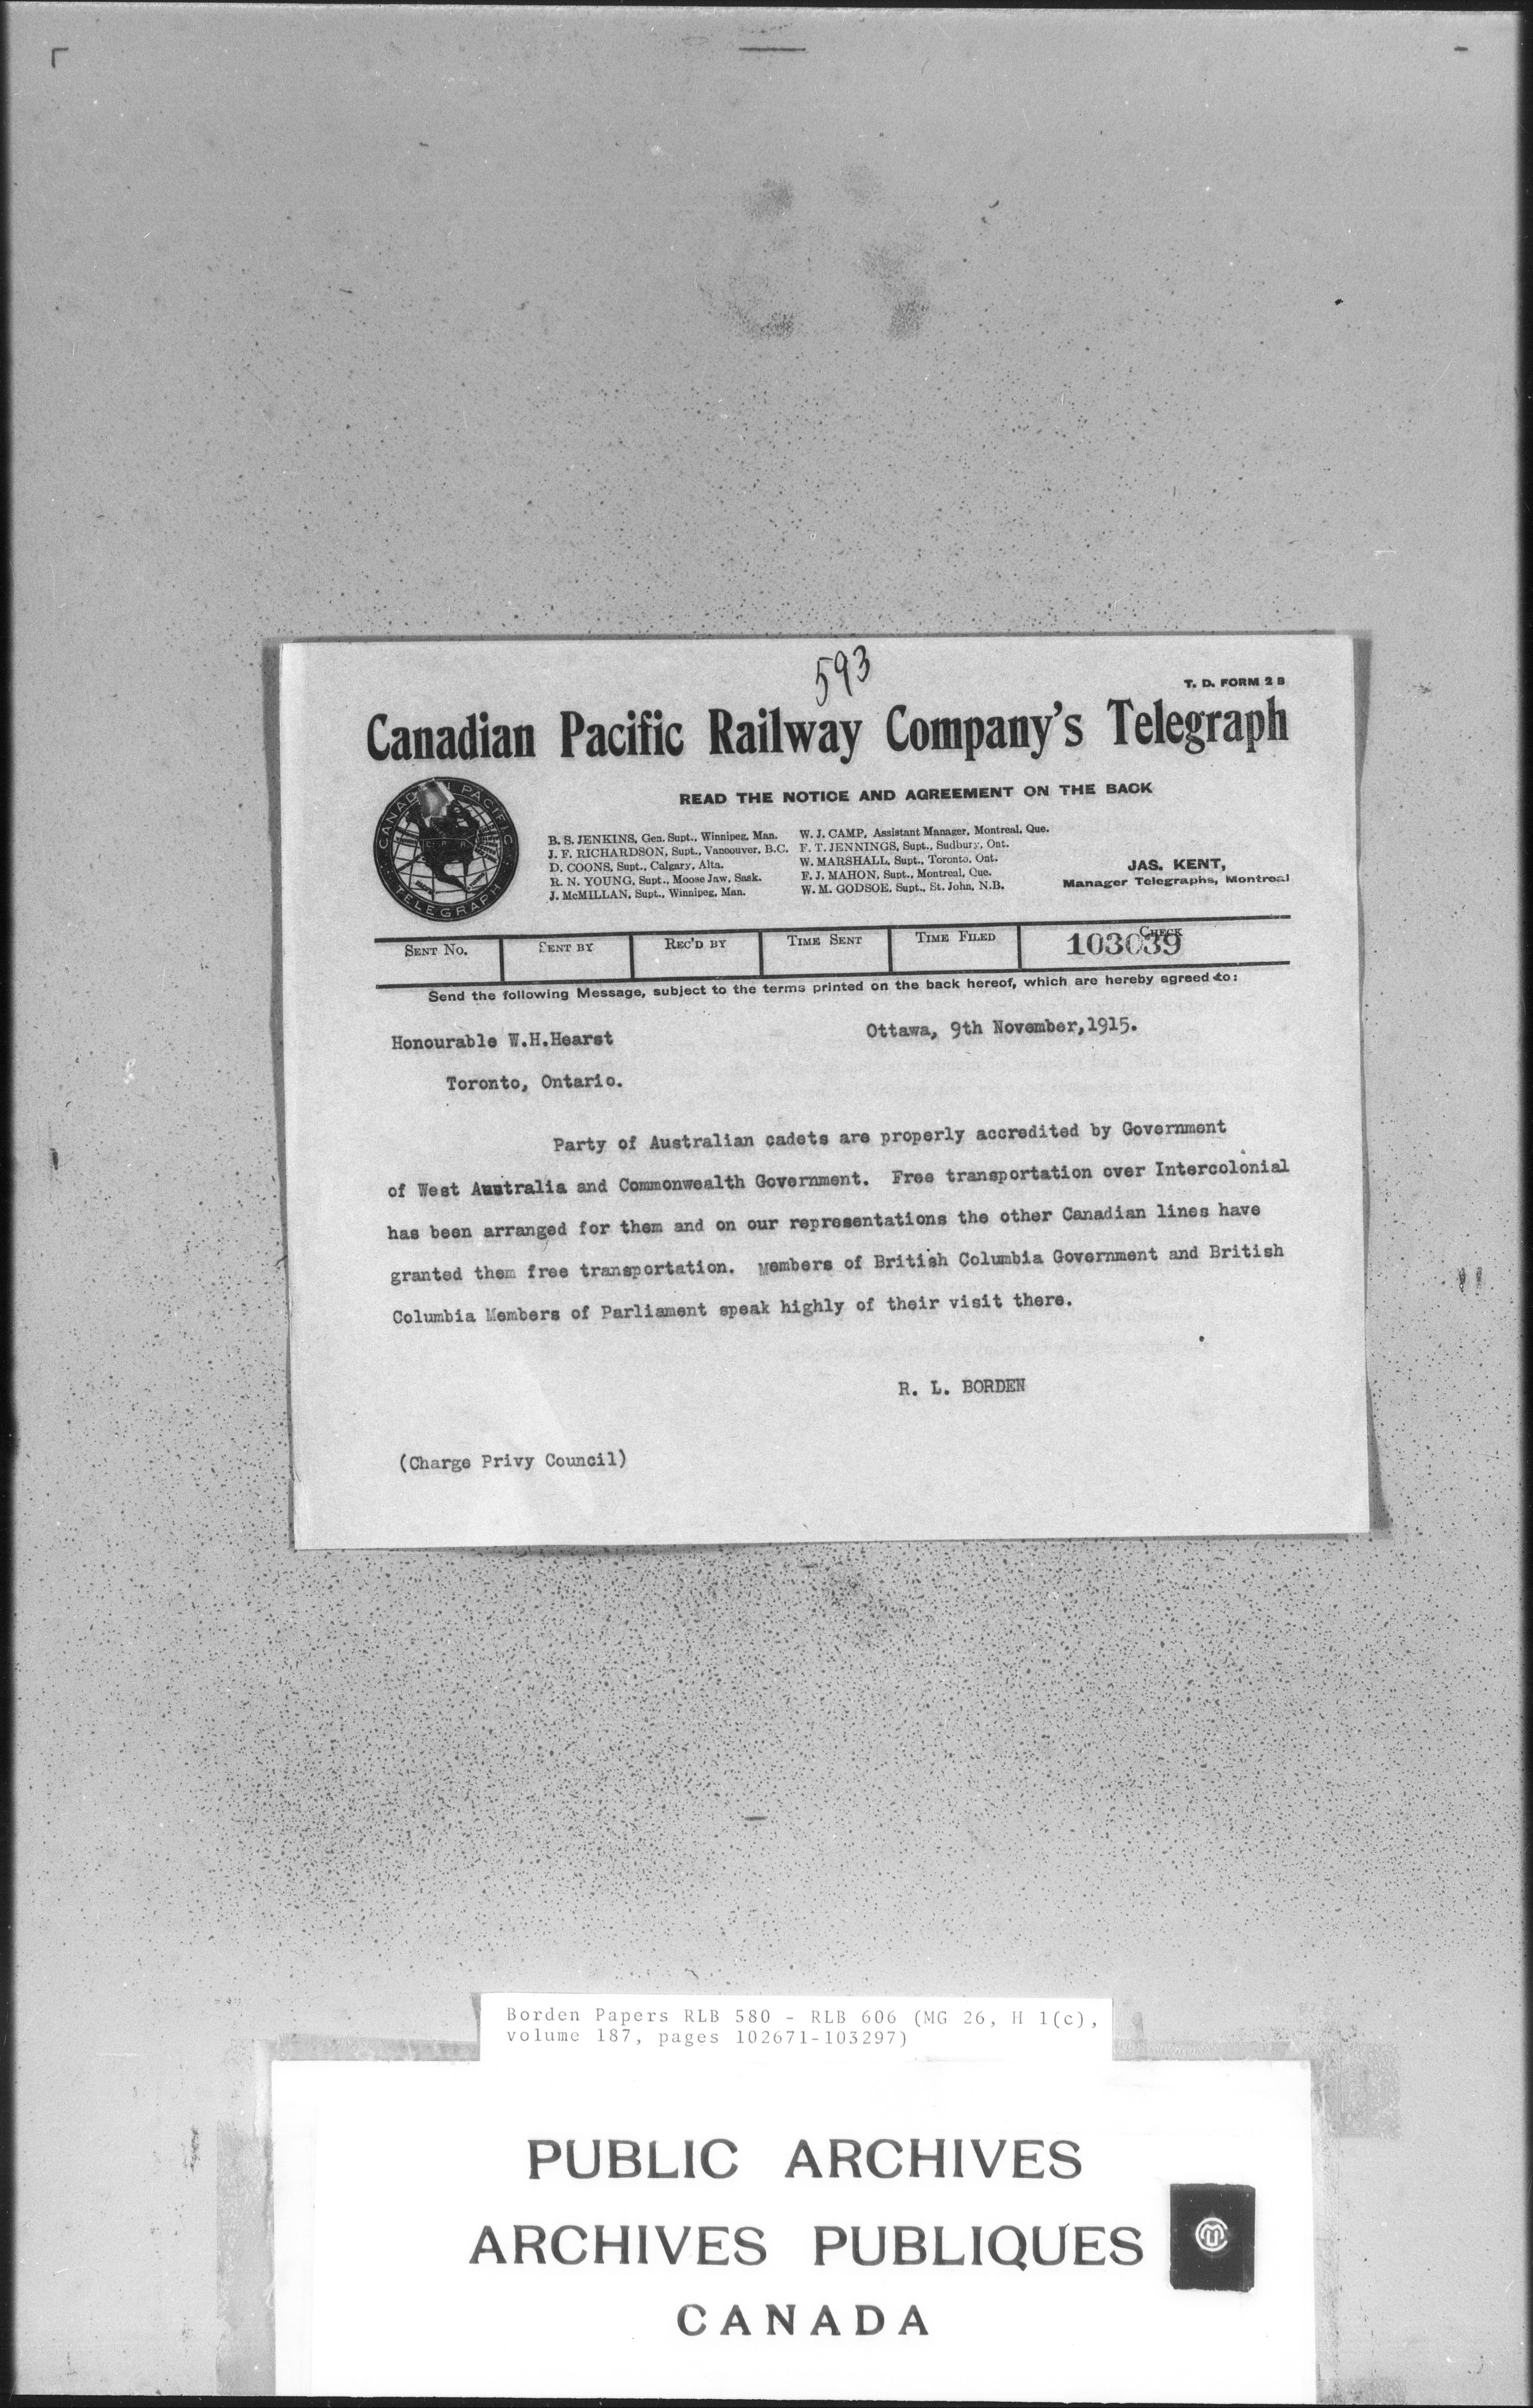 593
T. D. FORM 2 B
Canadian Pacific Railway Company's Telegraph
CANADIAN PACIFIC
C. P. R.
TELEGRAPH
READ THE NOTICE AND AGREEMENT ON THE BACK
B. S. JENKINS, Gen. Supt., Winnipeg, Man.
J. F. RICHARDSON, Supt., Vancouver, B.C.
D. COONS, Supt., Calgary, Alta.
R. N. YOUNG, Supt., Moose Jaw, Sask.
J. McMILLAN, Supt., Winnipeg, Man.
W. J. CAMP, Assistant Manager, Montreal, Que.
F. T. JENNINGS, Supt., Sudbury, Ont.
W. MARSHALL, Supt., Toronto, Ont.
F. J. MAHON, Supt., Montreal, Que.
W. M. GODSOE, Supt., St. John, N.B.
JAS. KENT,
Manager Telegraphs, Montreal
SENT NO. SENT BY REC'D BY TIME SENT TIME FILED CHECK
103039
Send the following Message, subject to the terms printed on the back hereof, which are hereby agreed to:
Ottawa, 9th November,1915.
Honourable W.H.Hearst
Toronto, Ontario.
Party of Australian cadets are properly accredited by Government
of West Australia and Commonwealth Government. Free transportation over Intercolonial
has been arranged for them and on our representations the other Canadian lines have
granted them free transportation. Members of British Columbia Government and British
Columbia Members of Parliament speak highly of their visit there.
R. L. BORDEN
(Charge Privy Council)
Borden Papers RLB 580 - RLB 606 (MG 26, H 1(c),
volume 187, pages 102671-103297)
PUBLIC ARCHIVES
ARCHIVES PUBLIQUES
CANADA